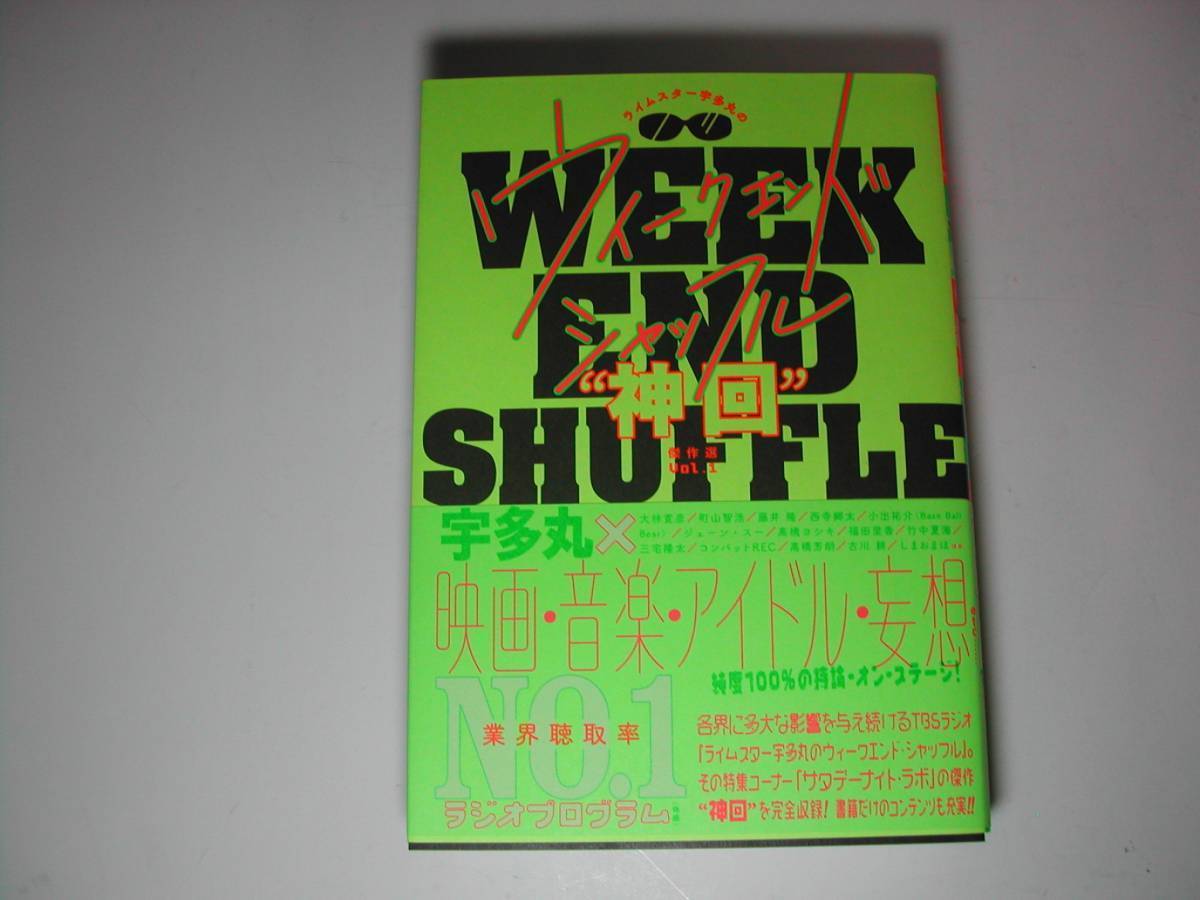 ライムスター宇多丸の
WEEK
ウィークエンド
END
シャッフル
“神回”
SHUFFLE
傑作選
Vol.1
宇多丸×
大林宣彦/町山智浩/藤井 隆/西寺郷太/小出祐介(Base Ball
Bear)/ジェーン・スー/高橋ヨシキ/福田里香/竹中夏海/
三宅隆太/コンバットREC/高橋芳朗/古川 耕/しまおまほ
映画・音楽・アイドル・妄想
純度100%の持論・オン・ステージ!
NO.1
業界聴取率
ラジオプログラム
各界に多大な影響を与え続けるTBSラジオ
『ライムスター宇多丸のウィークエンド・シャッフル』。
その特集コーナー「サタデーナイト・ラボ」の傑作
“神回”を完全収録! 書籍だけのコンテンツも充実!!